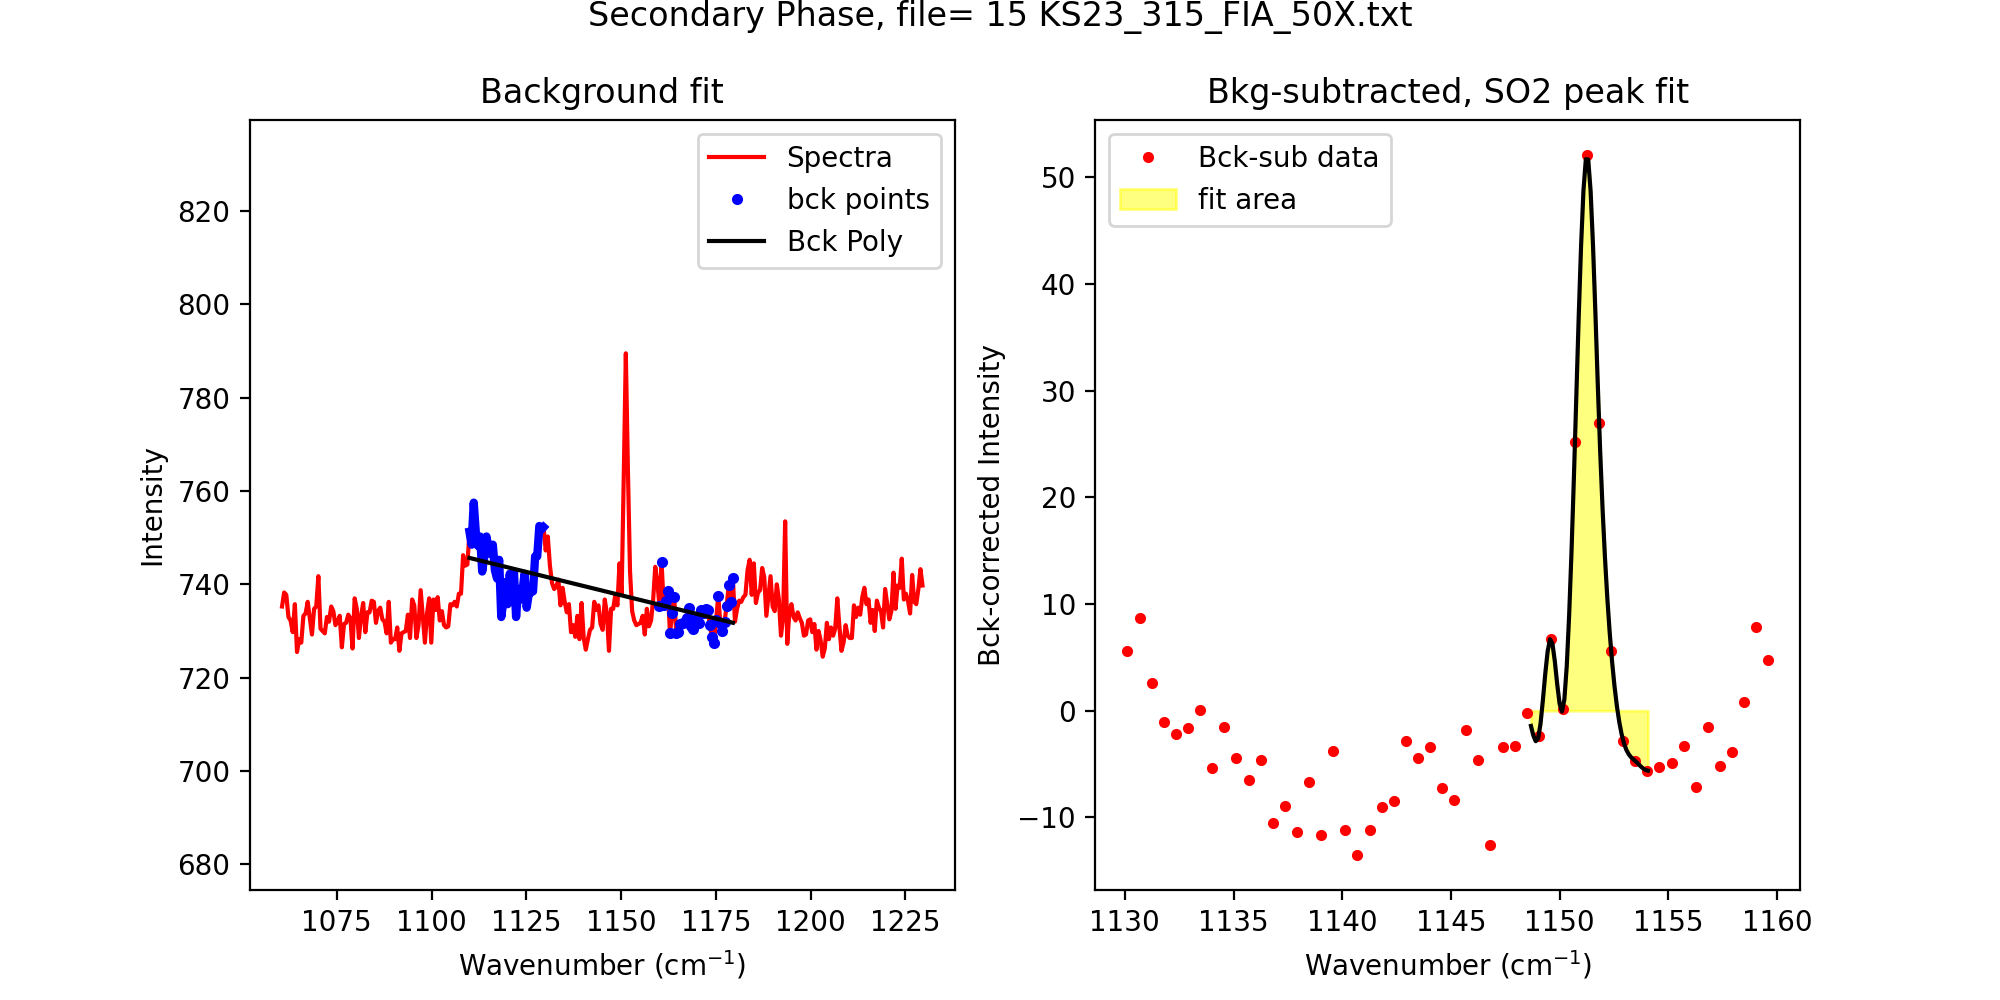 Secondary Phase, file= 15 KS23_315_FIA_50X.txt
Background fit
Spectra
bck points
Bck Poly
820
800
780
760
740
720
700
680
Intensity
1075 1100 1125 1150 1175 1200 1225
Wavenumber (cm⁻¹)
Bkg-subtracted, SO2 peak fit
Bck-sub data
fit area
50
40
30
20
10
0
−10
Bck-corrected Intensity
1130 1135 1140 1145 1150 1155 1160
Wavenumber (cm⁻¹)